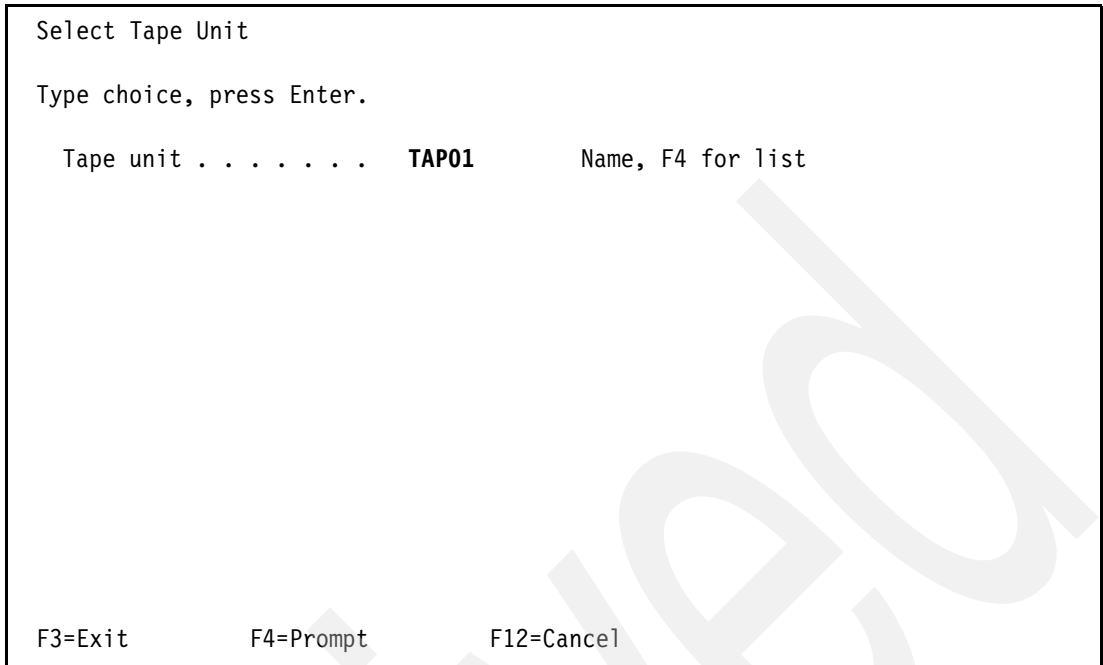 Select Tape Unit
Type choice, press Enter.
Tape unit . . . . . . . TAP01 Name, F4 for list
F3=Exit F4=Prompt F12=Cancel